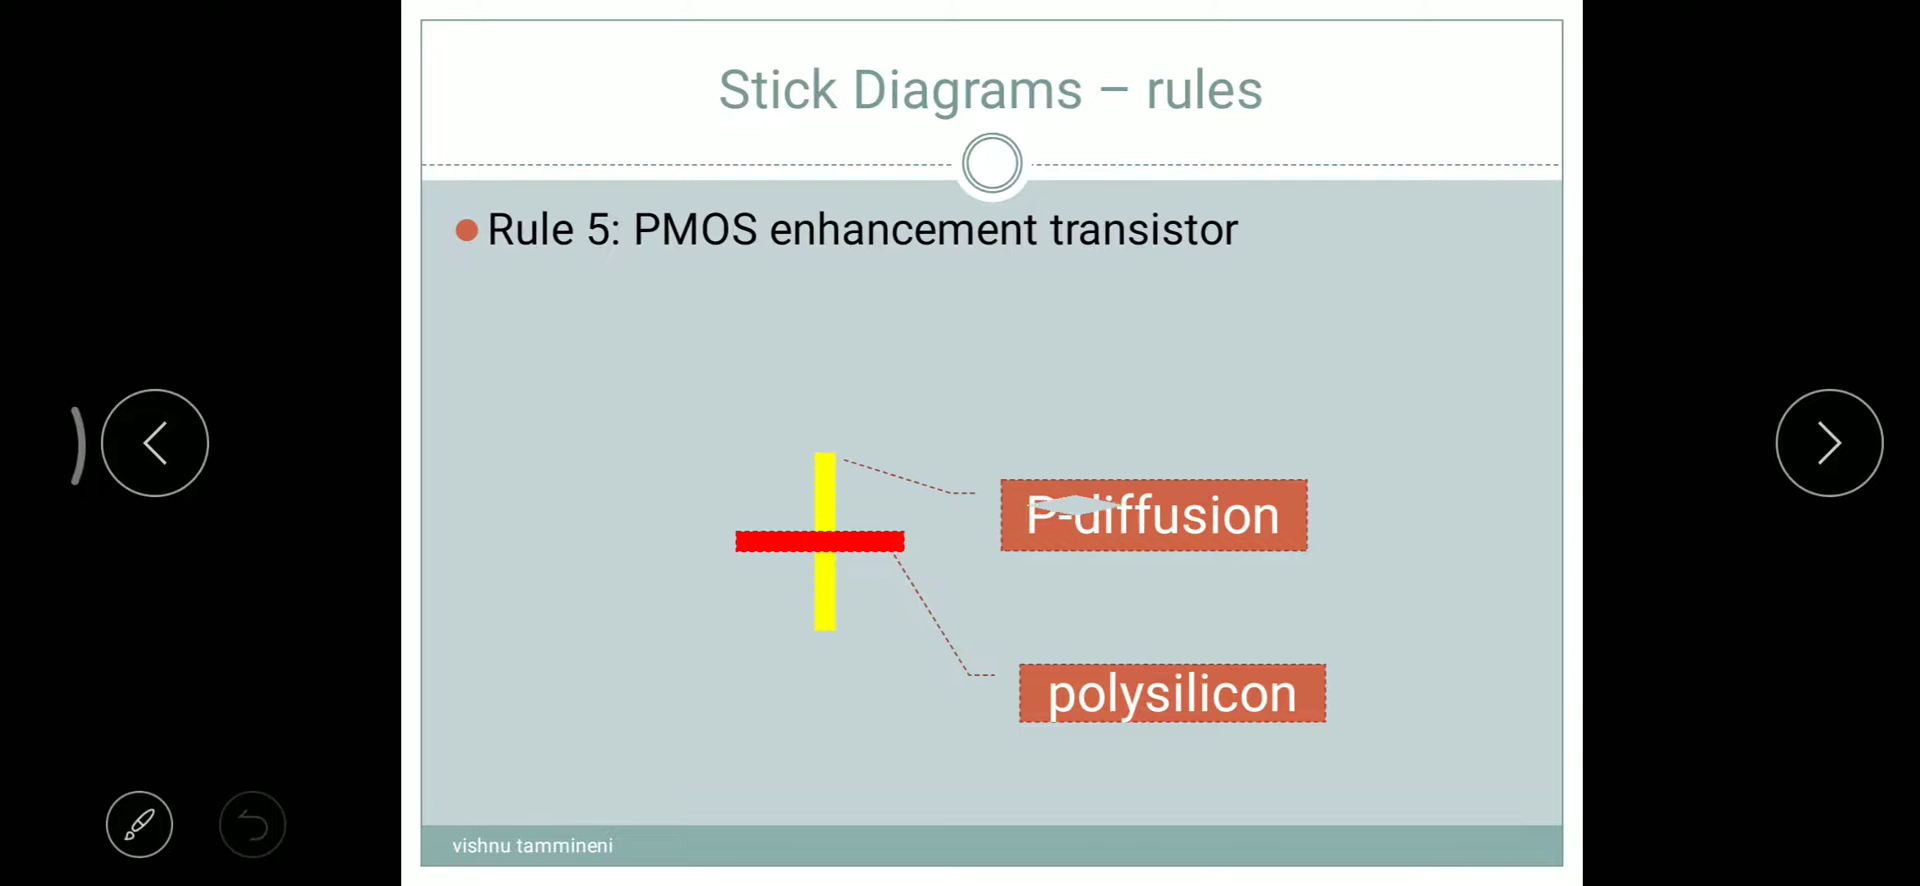 Stick Diagrams – rules
Rule 5: PMOS enhancement transistor
P-diffusion
polysilicon
vishnu tammineni